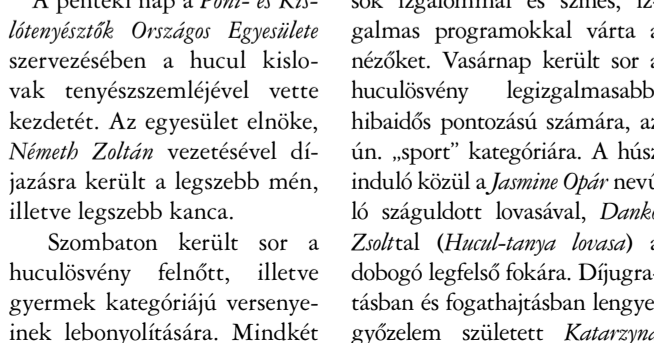 A pénteki nap a Póni- és Kis-
lótenyésztők Országos Egyesülete
szervezésében a hucul kislo-
vak tenyészszemléjével vette
kezdetét. Az egyesület elnöke,
Németh Zoltán vezetésével dí-
jazásra került a legszebb mén,
illetve legszebb kanca.
Szombaton került sor a
huculösvény felnőtt, illetve
gyermek kategóriájú versenye-
inek lebonyolítására. Mindkét
sok izgalommal és színes, iz-
galmas programokkal várta a
nézőket. Vasárnap került sor a
huculösvény legizgalmasabb,
hibaidős pontozású számára, az
ún. „sport” kategóriára. A húsz
induló közül a Jasmine Opár nevű
ló száguldott lovasával, Dankó
Zsolttal (Hucul-tanya lovasa) a
dobogó legfelső fokára. Díjugra-
tásban és fogathajtásban lengyel
győzelem született Katarzyna